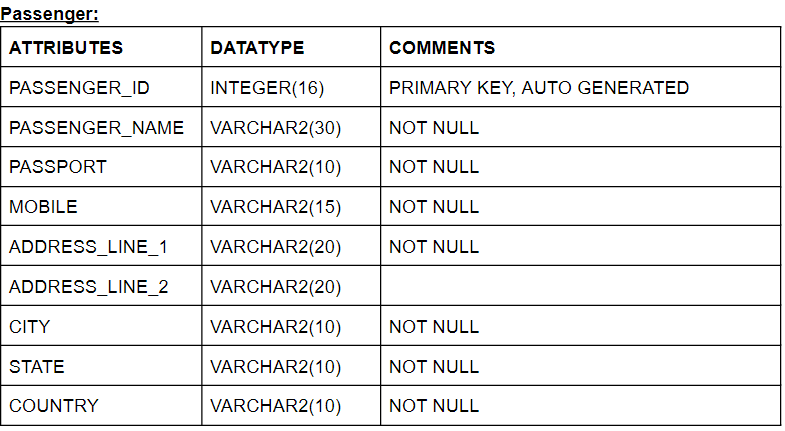 Passenger:
ATTRIBUTES DATATYPE COMMENTS
PASSENGER_ID INTEGER(16) PRIMARY KEY, AUTO GENERATED
PASSENGER_NAME VARCHAR2(30) NOT NULL
PASSPORT VARCHAR2(10) NOT NULL
MOBILE VARCHAR2(15) NOT NULL
ADDRESS_LINE_1 VARCHAR2(20) NOT NULL
ADDRESS_LINE_2 VARCHAR2(20)
CITY VARCHAR2(10) NOT NULL
STATE VARCHAR2(10) NOT NULL
COUNTRY VARCHAR2(10) NOT NULL